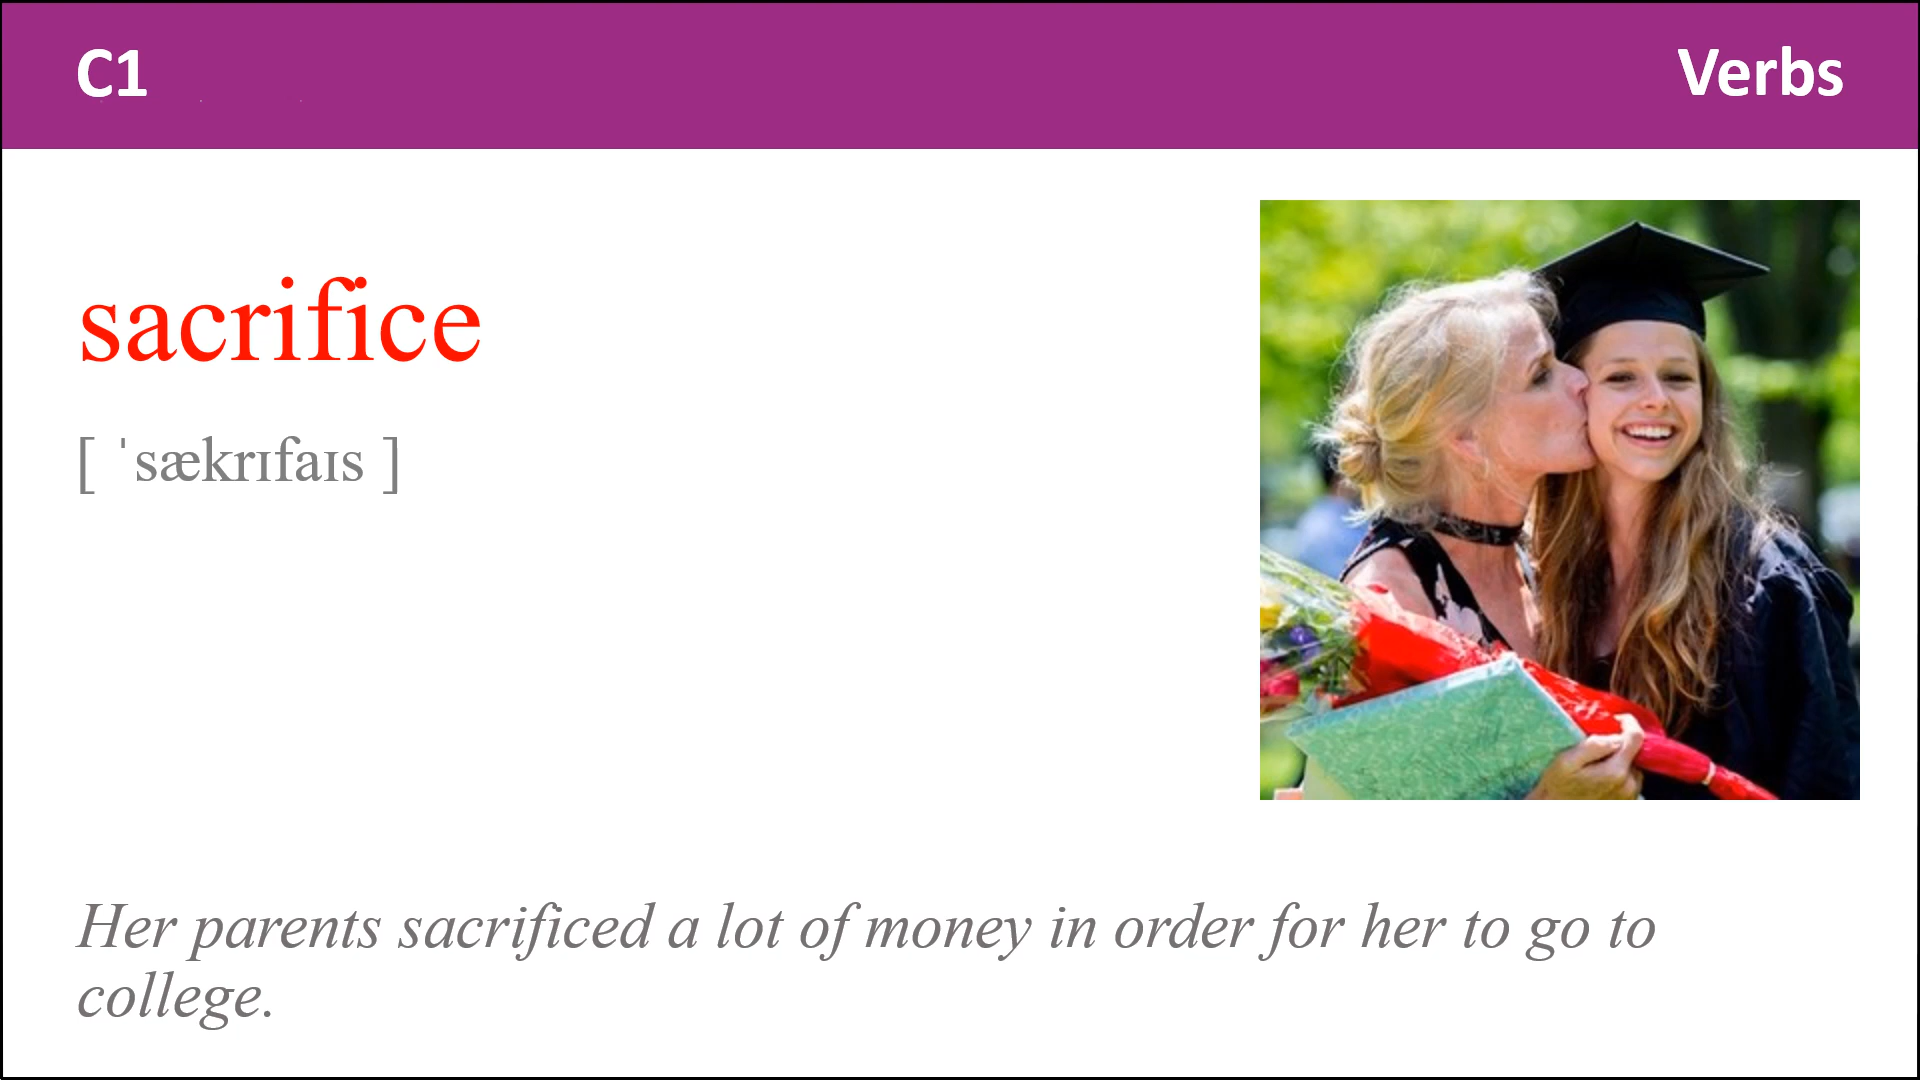 C1
Verbs
sacrifice
[ ˈsækrɪfaɪs ]
Her parents sacrificed a lot of money in order for her to go to
college.